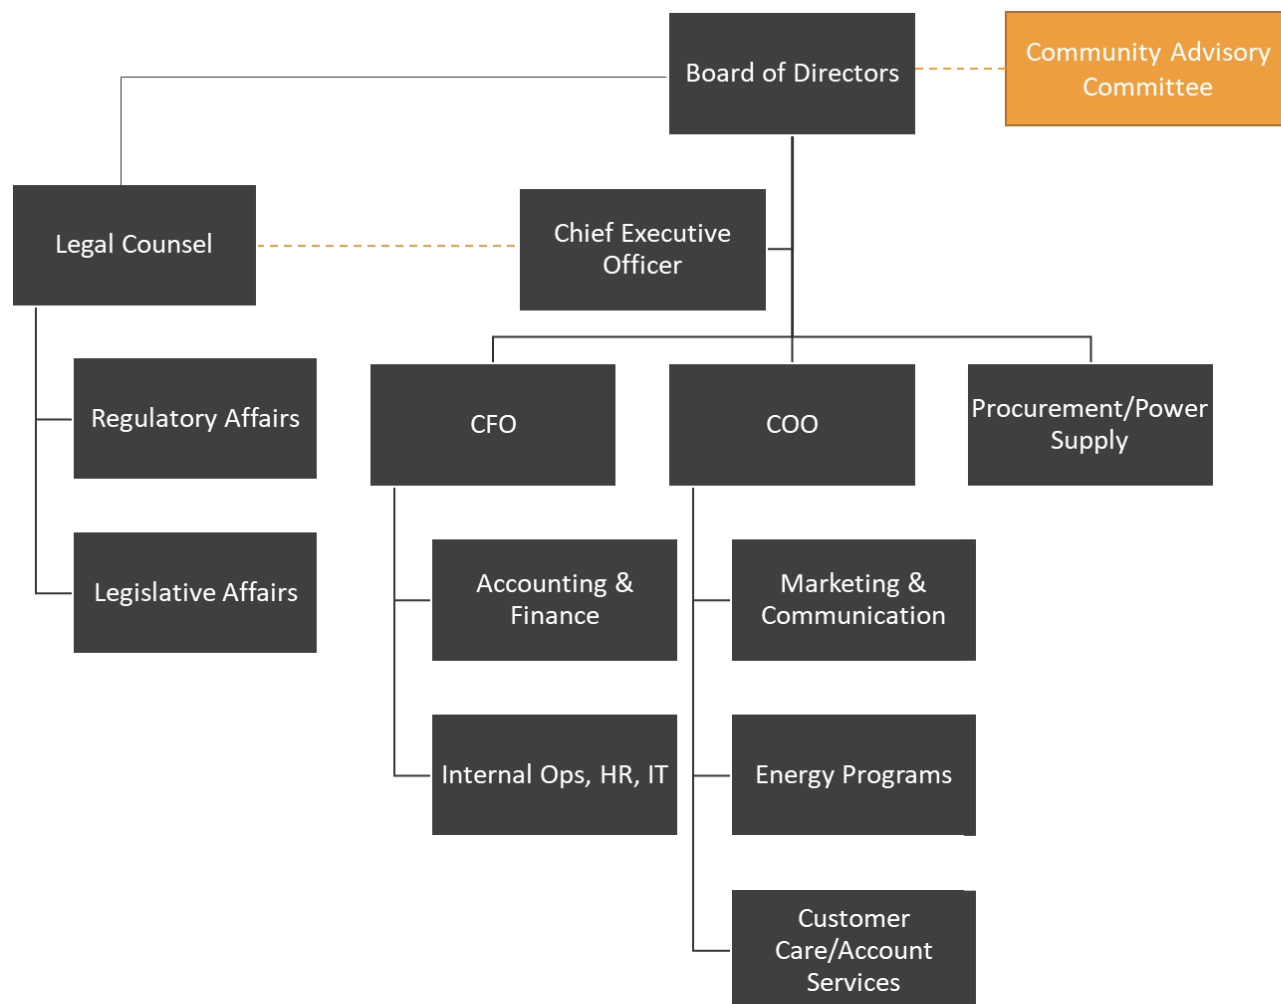 Board of Directors
Community Advisory
Committee
Legal Counsel
Chief Executive
Officer
Regulatory Affairs
CFO
COO
Procurement/Power
Supply
Legislative Affairs
Accounting &
Finance
Marketing &
Communication
Internal Ops, HR, IT
Energy Programs
Customer
Care/Account
Services